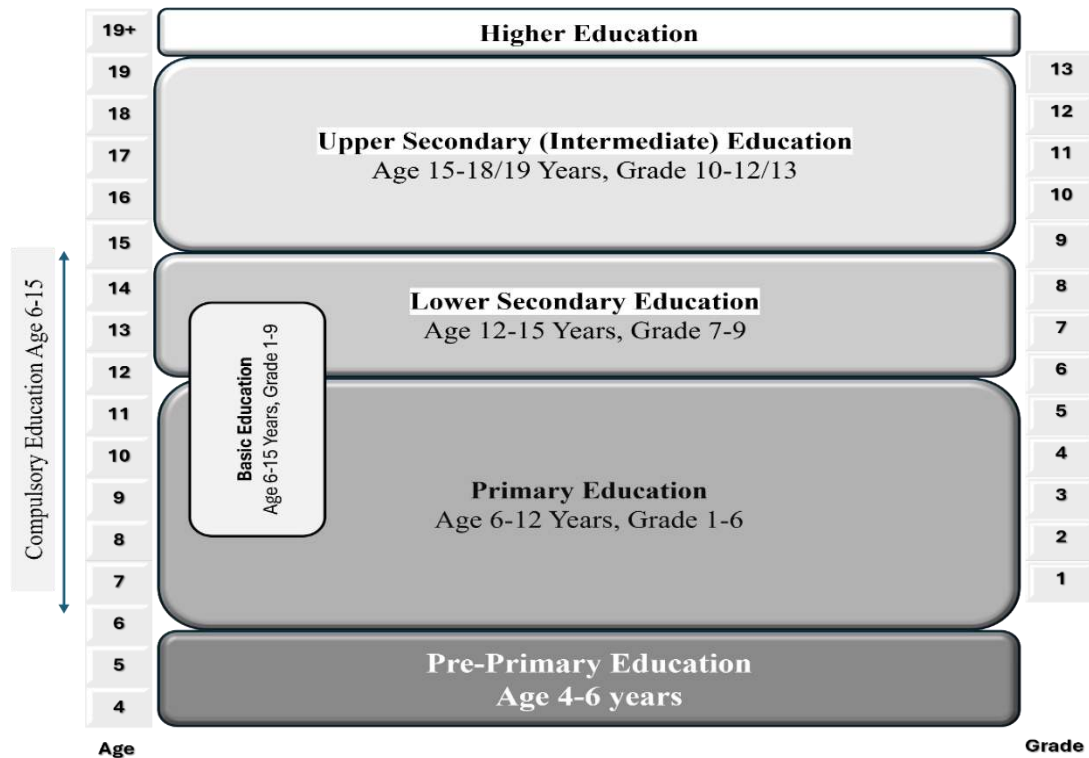 19+
Higher Education
19
13
18
12
Upper Secondary (Intermediate) Education
17
11
Age 15-18/19 Years, Grade 10-12/13
16
10
15
9
14
8
Lower Secondary Education
13
7
Age 12-15 Years, Grade 7-9
12
6
11
5
10
4
9
3
Primary Education
Age 6-12 Years, Grade 1-6
8
2
7
1
6
Compulsory Education Age 6-15
Basic Education
Age 6-15 Years, Grade 1-9
5
Pre-Primary Education
Age 4-6 years
4
Age
Grade